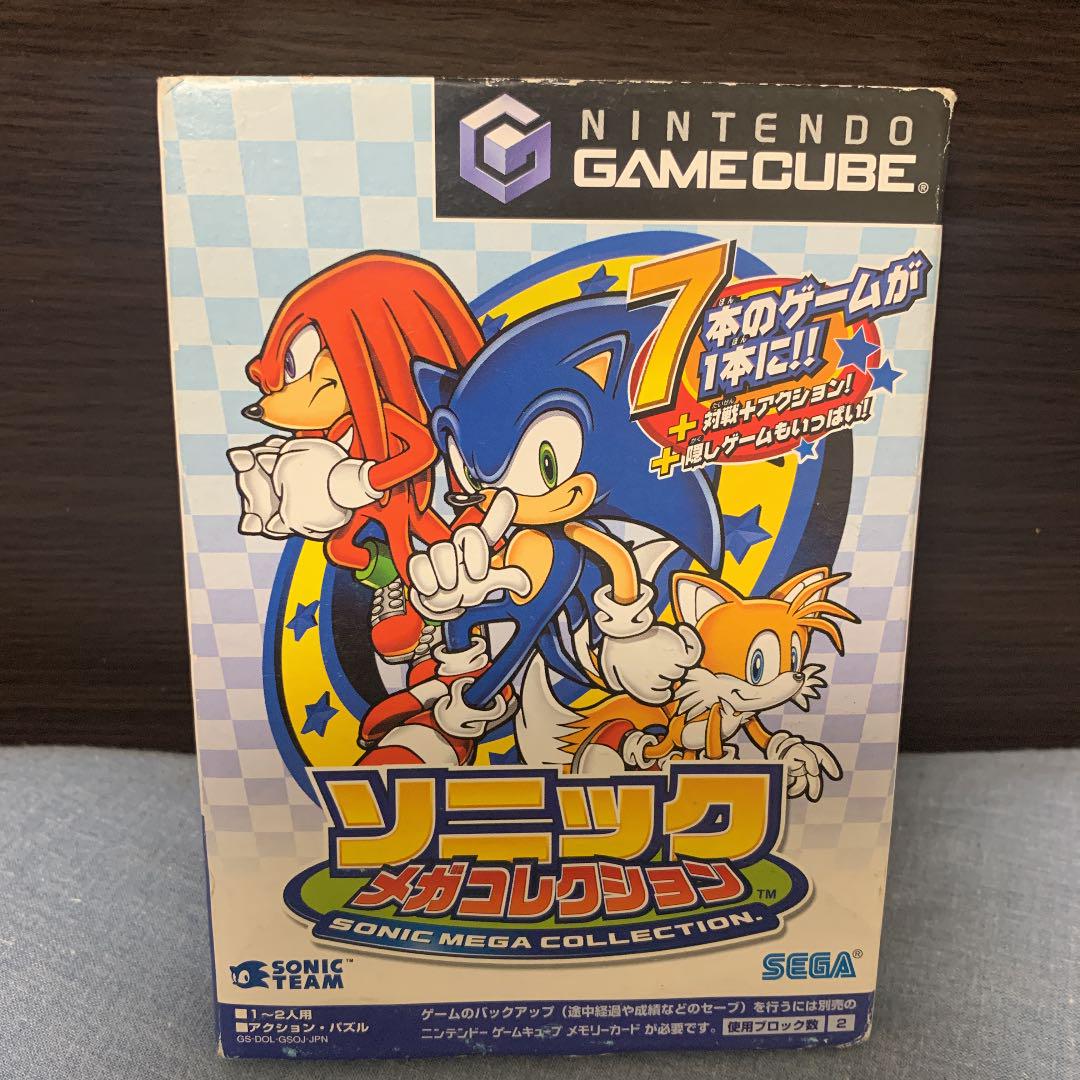 NINTENDO
GAMECUBE®
7本のゲームが
1本に!!
+対戦+アクション!
+隠しゲームもいっぱい!
ソニック
メガコレクション™
SONIC MEGA COLLECTION.
SONIC TEAM™
SEGA®
■1〜2人用
■アクション・パズル
GS-DOL-GSOJ-JPN
ゲームのバックアップ(途中経過や成績などのセーブ)を行うには別売の
ニンテンドー ゲームキューブ メモリーカード が必要です。 使用ブロック数 2